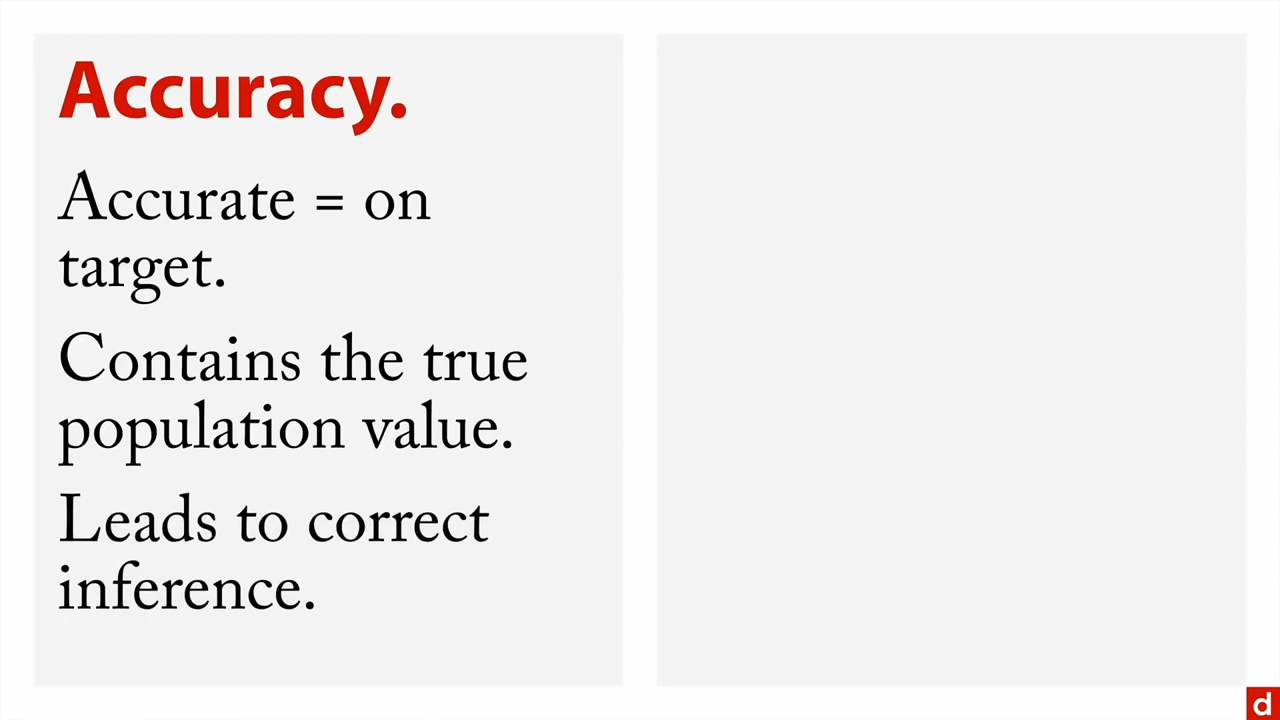 Accuracy.
Accurate = on
target.
Contains the true
population value.
Leads to correct
inference.
d